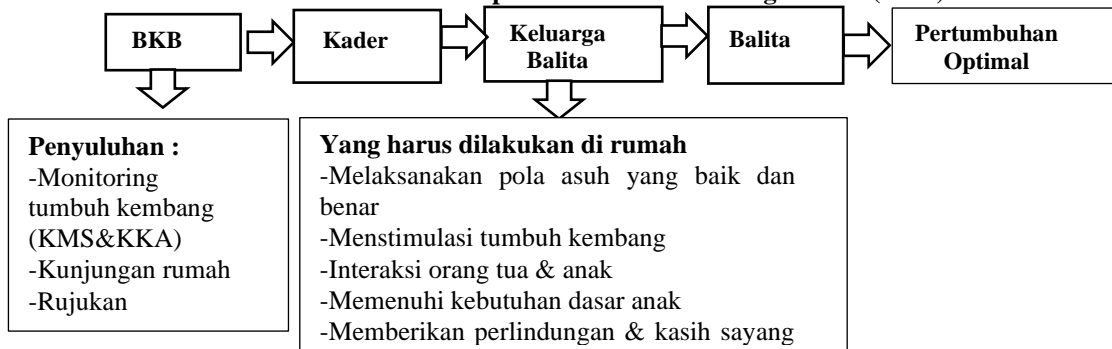 BKB
Kader
Keluarga
Balita
Balita
Pertumbuhan
Optimal
Penyuluhan :
-Monitoring
tumbuh kembang
(KMS&KKA)
-Kunjungan rumah
-Rujukan
Yang harus dilakukan di rumah
-Melaksanakan pola asuh yang baik dan
benar
-Menstimulasi tumbuh kembang
-Interaksi orang tua & anak
-Memenuhi kebutuhan dasar anak
-Memberikan perlindungan & kasih sayang